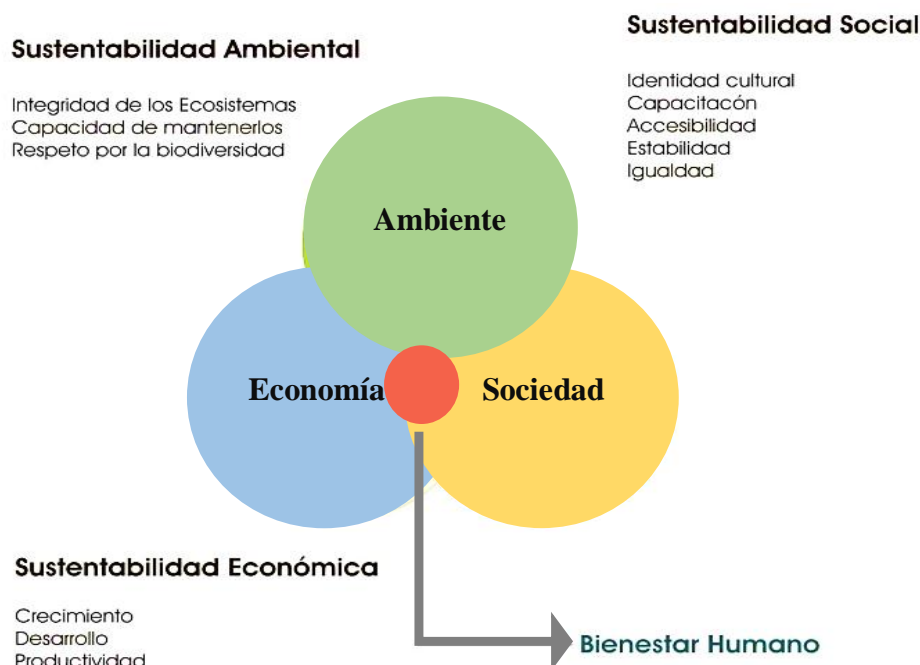 Sustentabilidad Social
Sustentabilidad Ambiental
Identidad cultural
Capacitacón
Accesibilidad
Estabilidad
Igualdad
Integridad de los Ecosistemas
Capacidad de mantenerlos
Respeto por la biodiversidad
Ambiente
Economía
Sociedad
Sustentabilidad Económica
Crecimiento
Desarrollo
Productividad
Bienestar Humano